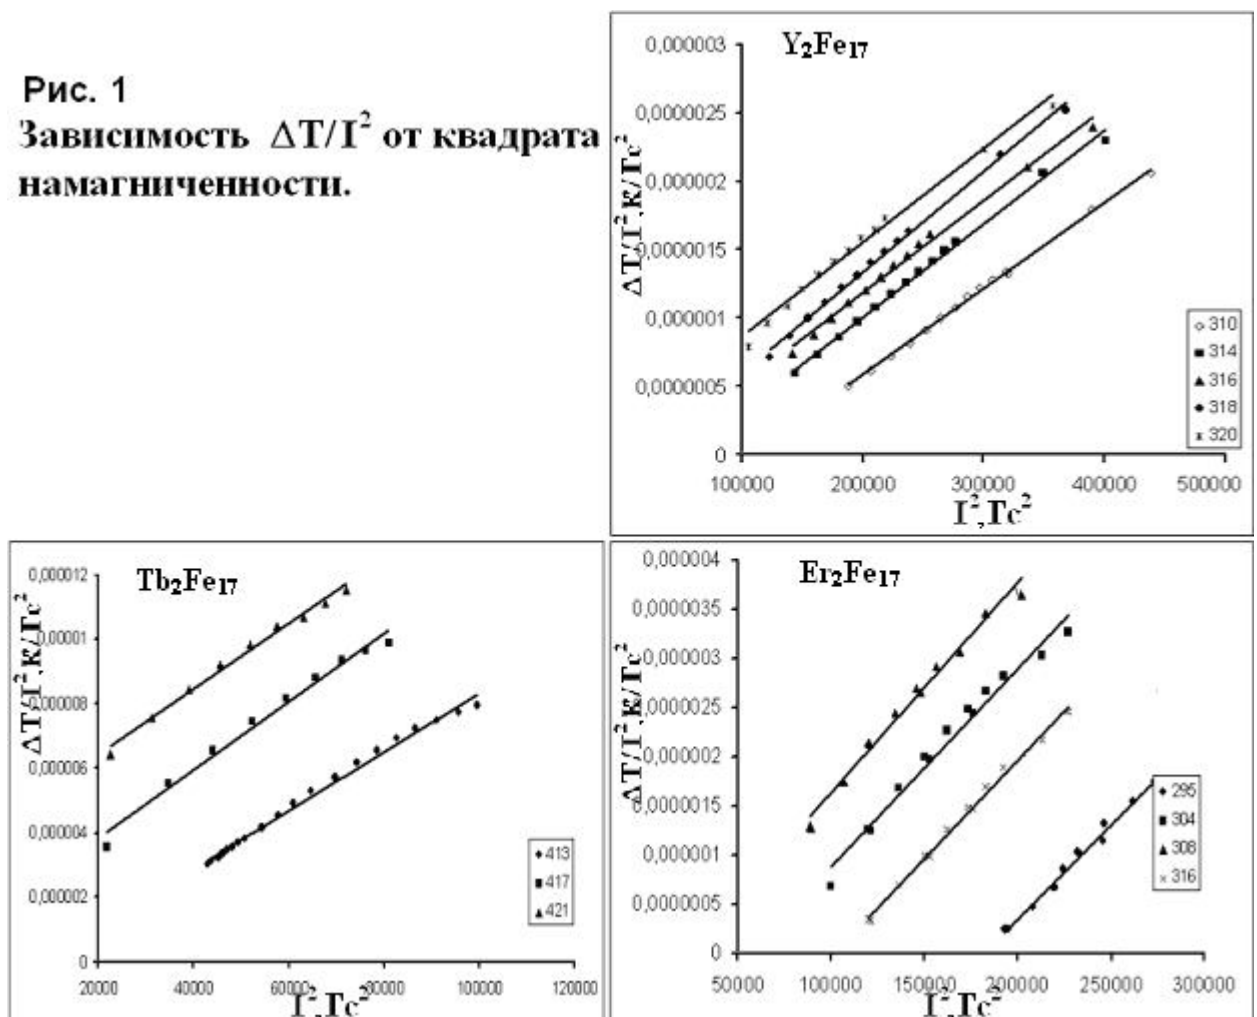 Рис. 1
Зависимость ΔT/I² от квадрата
намагниченности.
Y₂Fe₁₇
ΔT/I²,К/Гс²
0,000003
0,0000025
0,000002
0,0000015
0,000001
0,0000005
0
100000 200000 300000 400000 500000
I²,Гс²
310
314
316
318
320
Tb₂Fe₁₇
ΔT/I²,К/Гс²
0,000012
0,00001
0,000008
0,000006
0,000004
0,000002
0
20000 40000 60000 80000 100000 120000
I²,Гс²
413
417
421
Er₂Fe₁₇
ΔT/I²,К/Гс²
0,000004
0,0000035
0,000003
0,0000025
0,000002
0,0000015
0,000001
0,0000005
0
50000 100000 150000 200000 250000 300000
I²,Гс²
295
304
308
316